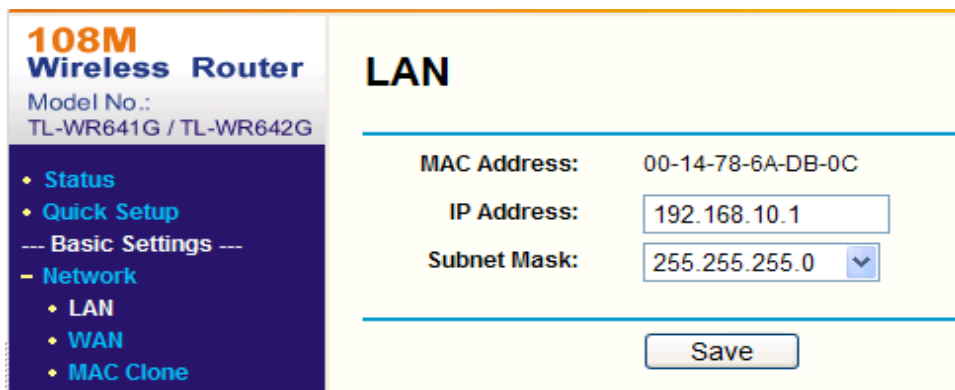 108M
Wireless Router
Model No.:
TL-WR641G / TL-WR642G
• Status
• Quick Setup
--- Basic Settings ---
– Network
• LAN
• WAN
• MAC Clone
LAN
MAC Address: 00-14-78-6A-DB-0C
IP Address: 192.168.10.1
Subnet Mask: 255.255.255.0
Save